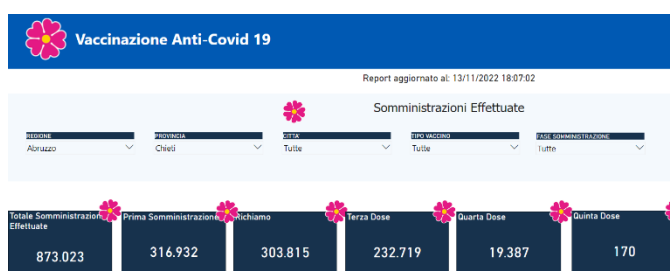 Vaccinazione Anti-Covid 19
Report aggiornato al: 13/11/2022 18:07:02
Somministrazioni Effettuate
REGIONE PROVINCIA CITTA' TIPO VACCINO FASE SOMMINISTRAZIONE
Abruzzo Chieti Tutte Tutte Tutte
Totale Somministrazioni Prima Somministrazione Richiamo Terza Dose Quarta Dose Quinta Dose
Effettuate
873.023 316.932 303.815 232.719 19.387 170